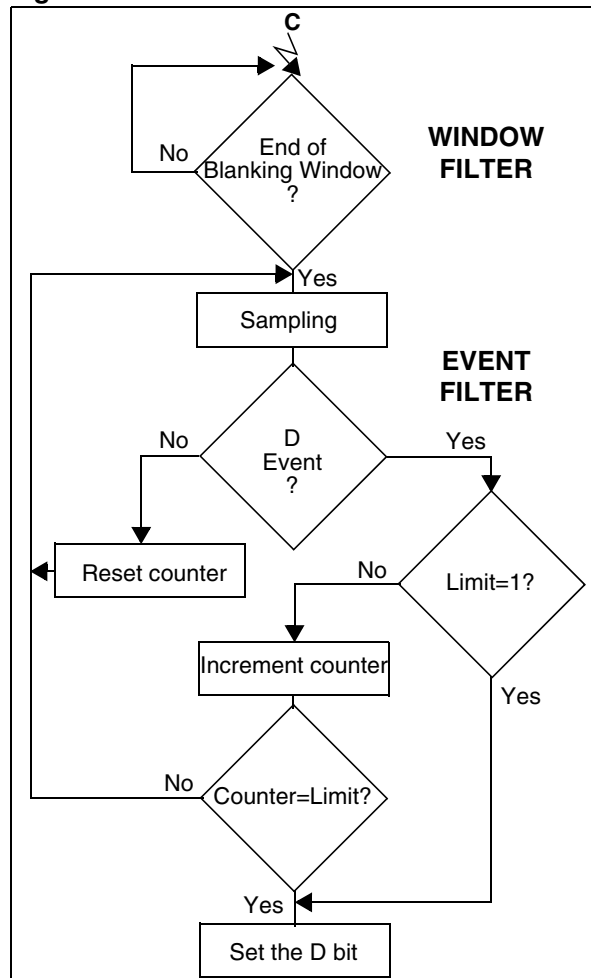 C
End of
Blanking Window
?
No
WINDOW
FILTER
Yes
Sampling
EVENT
FILTER
D
Event
?
No
Yes
Reset counter
Limit=1?
No
Increment counter
Yes
Counter=Limit?
No
Yes
Set the D bit